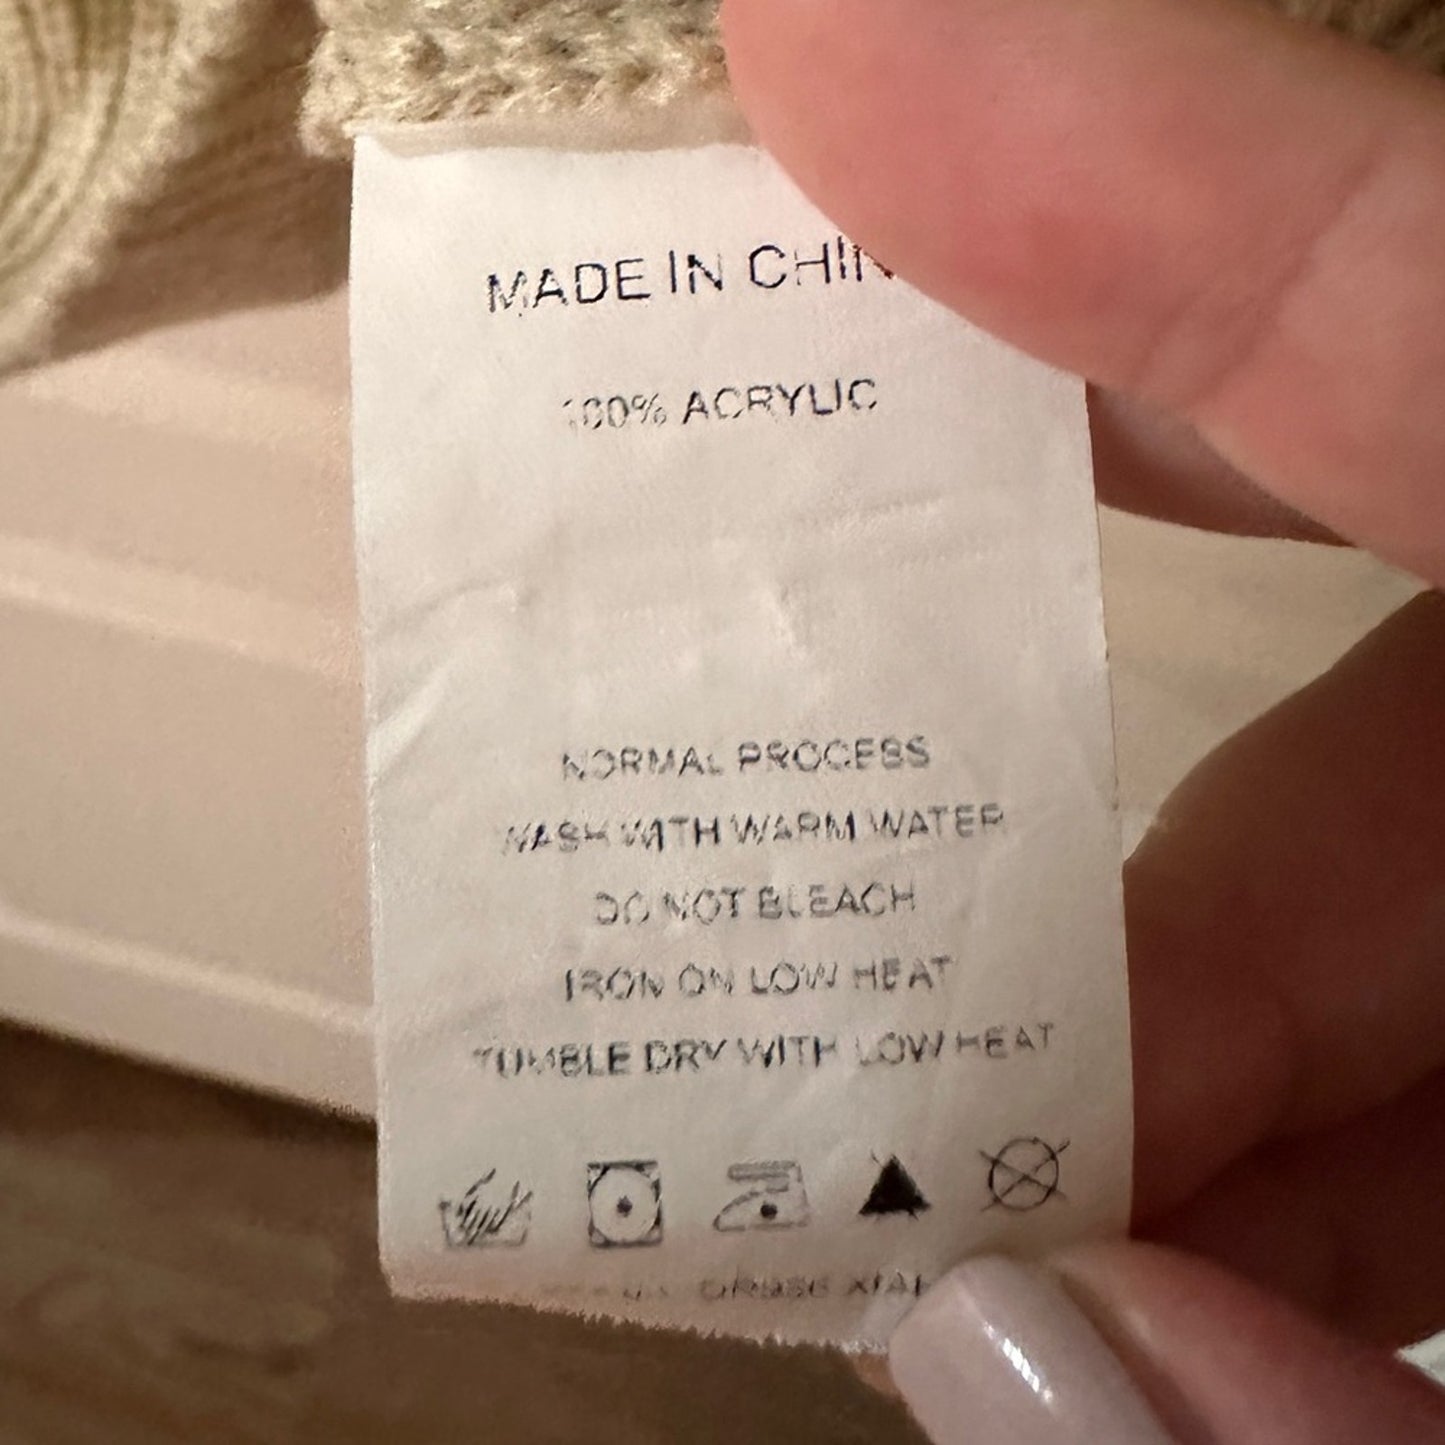 MADE IN CHIN
100% ACRYLIC
NORMAL PROCESS
WASH WITH WARM WATER
DO NOT BLEACH
IRON ON LOW HEAT
TUMBLE DRY WITH LOW HEAT